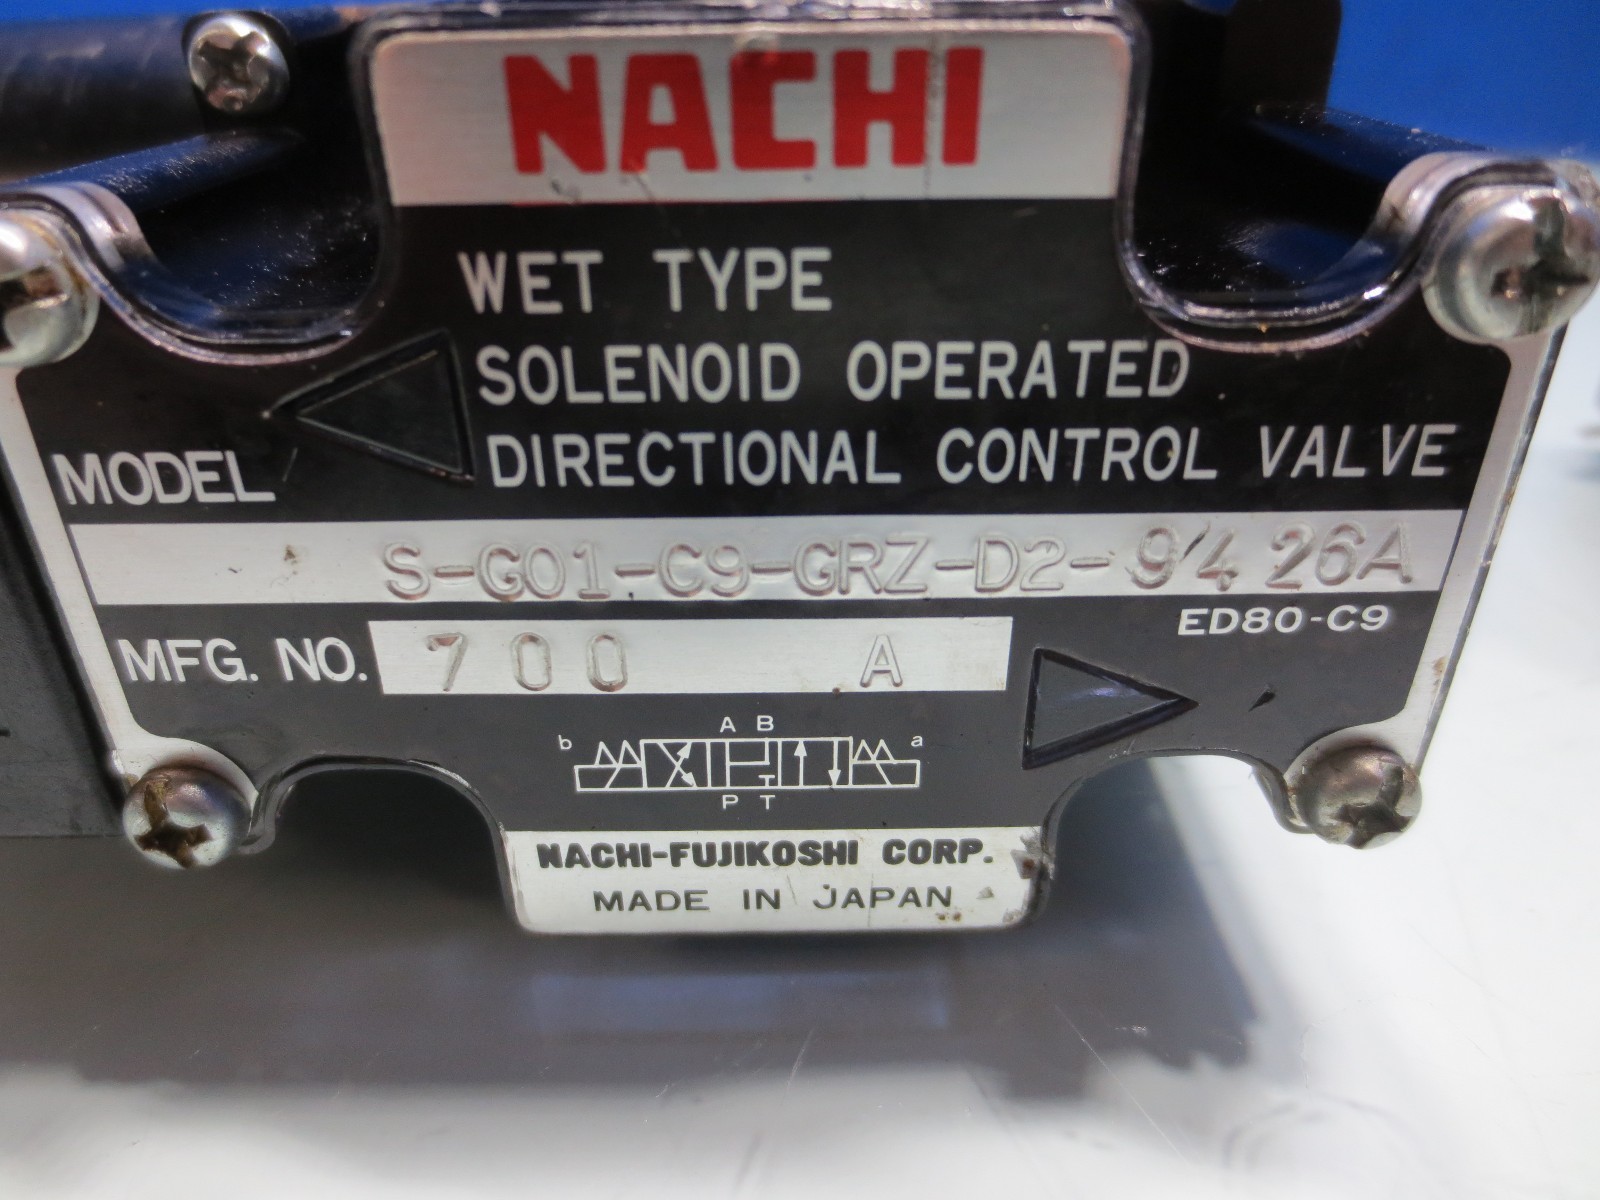 NACHI
WET TYPE
SOLENOID OPERATED
DIRECTIONAL CONTROL VALVE
MODEL
S-G01-C9-GRZ-D2-9426A
ED80-C9
MFG. NO. 700 A
A B
b a
T
P T
NACHI-FUJIKOSHI CORP.
MADE IN JAPAN